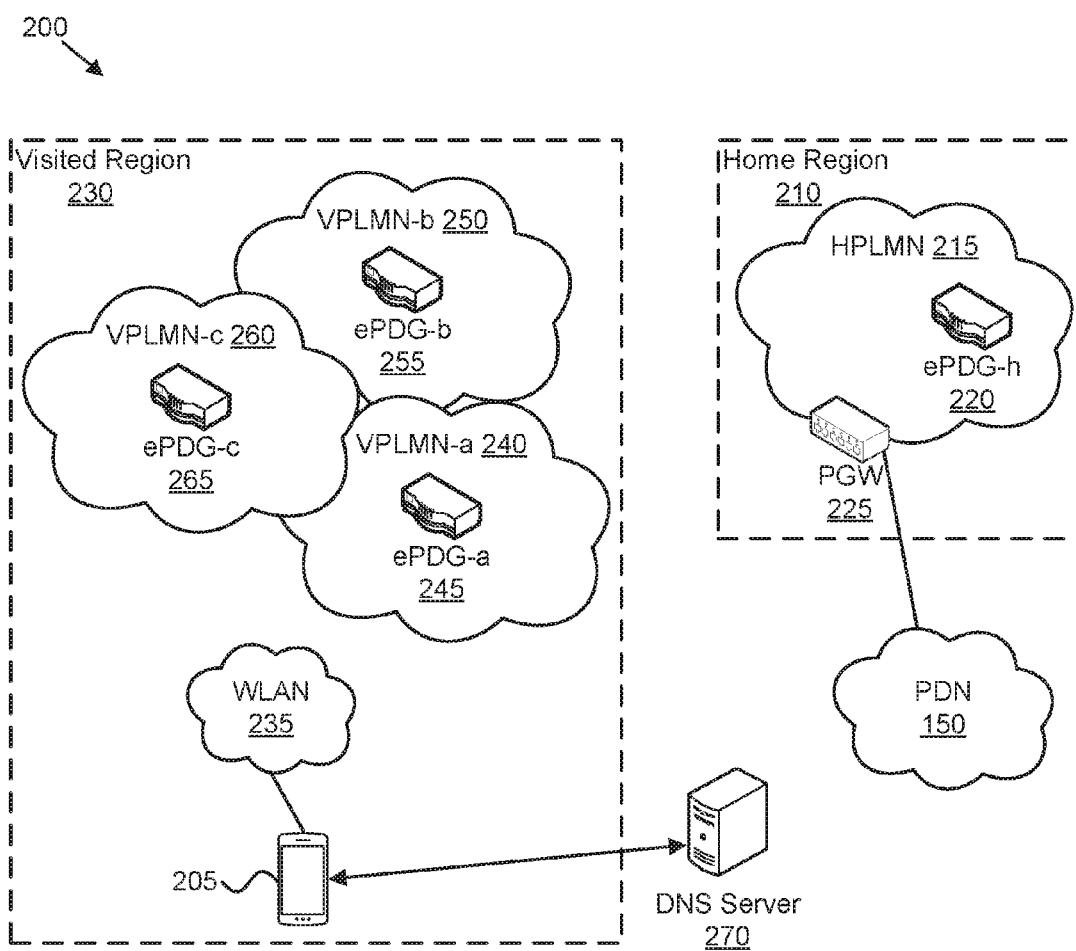 200
Visited Region
230
VPLMN-b 250
ePDG-b
255
VPLMN-c 260
ePDG-c
265
VPLMN-a 240
ePDG-a
245
WLAN
235
205
Home Region
210
HPLMN 215
ePDG-h
220
PGW
225
PDN
150
DNS Server
270